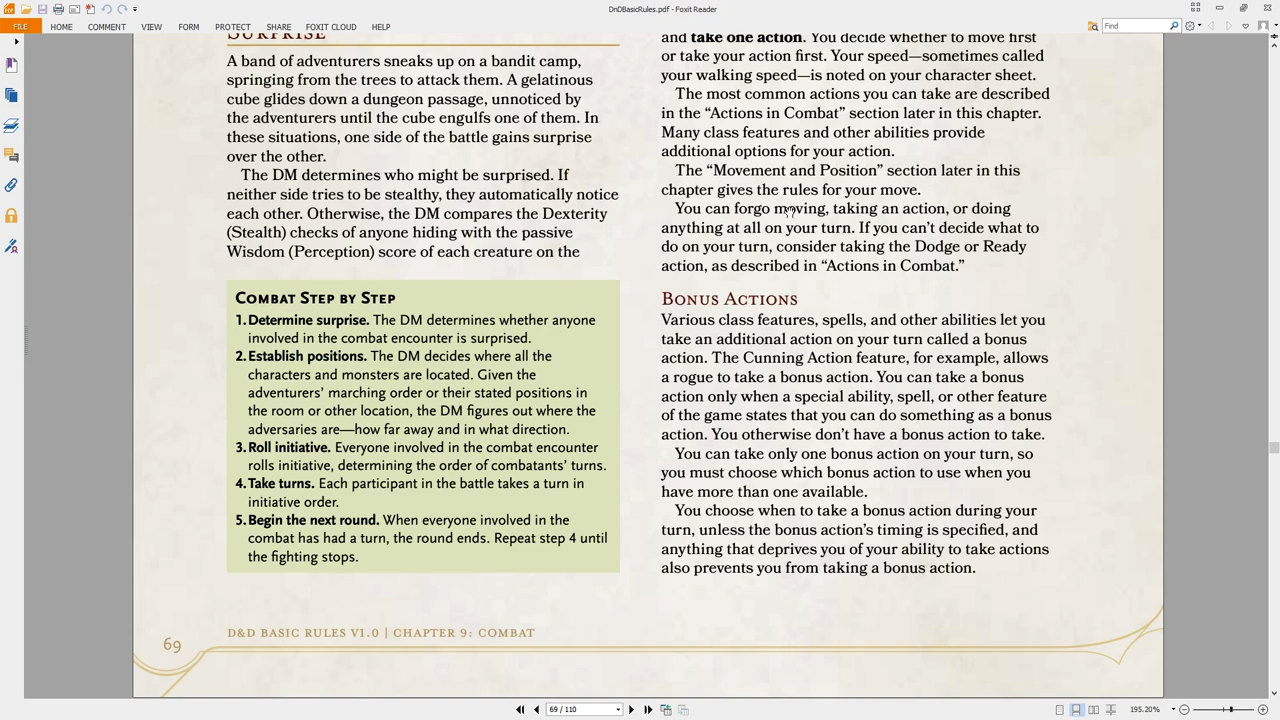 DnDBasicRules.pdf - Foxit Reader
FILE HOME COMMENT VIEW FORM PROTECT SHARE FOXIT CLOUD HELP
Find
SURPRISE
A band of adventurers sneaks up on a bandit camp,
springing from the trees to attack them. A gelatinous
cube glides down a dungeon passage, unnoticed by
the adventurers until the cube engulfs one of them. In
these situations, one side of the battle gains surprise
over the other.
The DM determines who might be surprised. If
neither side tries to be stealthy, they automatically notice
each other. Otherwise, the DM compares the Dexterity
(Stealth) checks of anyone hiding with the passive
Wisdom (Perception) score of each creature on the
COMBAT STEP BY STEP
1. Determine surprise. The DM determines whether anyone
involved in the combat encounter is surprised.
2. Establish positions. The DM decides where all the
characters and monsters are located. Given the
adventurers’ marching order or their stated positions in
the room or other location, the DM figures out where the
adversaries are—how far away and in what direction.
3. Roll initiative. Everyone involved in the combat encounter
rolls initiative, determining the order of combatants’ turns.
4. Take turns. Each participant in the battle takes a turn in
initiative order.
5. Begin the next round. When everyone involved in the
combat has had a turn, the round ends. Repeat step 4 until
the fighting stops.
and take one action. You decide whether to move first
or take your action first. Your speed—sometimes called
your walking speed—is noted on your character sheet.
The most common actions you can take are described
in the “Actions in Combat” section later in this chapter.
Many class features and other abilities provide
additional options for your action.
The “Movement and Position” section later in this
chapter gives the rules for your move.
You can forgo moving, taking an action, or doing
anything at all on your turn. If you can’t decide what to
do on your turn, consider taking the Dodge or Ready
action, as described in “Actions in Combat.”
BONUS ACTIONS
Various class features, spells, and other abilities let you
take an additional action on your turn called a bonus
action. The Cunning Action feature, for example, allows
a rogue to take a bonus action. You can take a bonus
action only when a special ability, spell, or other feature
of the game states that you can do something as a bonus
action. You otherwise don’t have a bonus action to take.
You can take only one bonus action on your turn, so
you must choose which bonus action to use when you
have more than one available.
You choose when to take a bonus action during your
turn, unless the bonus action’s timing is specified, and
anything that deprives you of your ability to take actions
also prevents you from taking a bonus action.
69
D&D BASIC RULES V1.0 | CHAPTER 9: COMBAT
69 / 110
195.20%